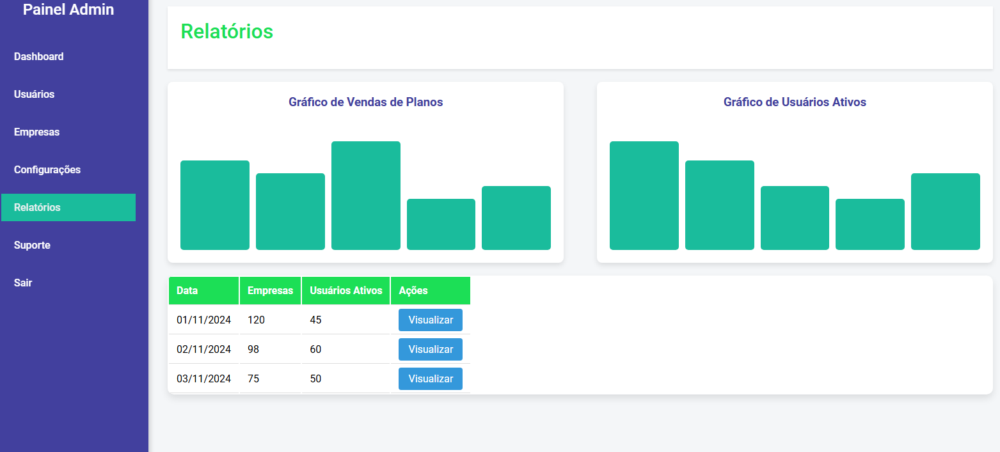 Painel Admin
Dashboard
Usuários
Empresas
Configurações
Relatórios
Suporte
Sair
Relatórios
Gráfico de Vendas de Planos
Gráfico de Usuários Ativos
Data Empresas Usuários Ativos Ações
01/11/2024 120 45 Visualizar
02/11/2024 98 60 Visualizar
03/11/2024 75 50 Visualizar